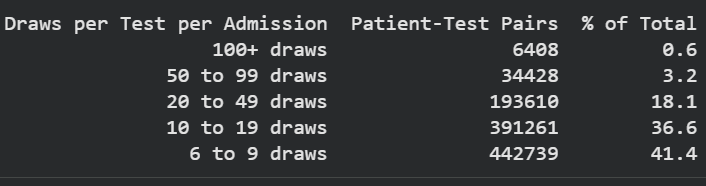 Draws per Test per Admission  Patient-Test Pairs  % of Total
100+ draws  6408  0.6
50 to 99 draws  34428  3.2
20 to 49 draws  193610  18.1
10 to 19 draws  391261  36.6
6 to 9 draws  442739  41.4